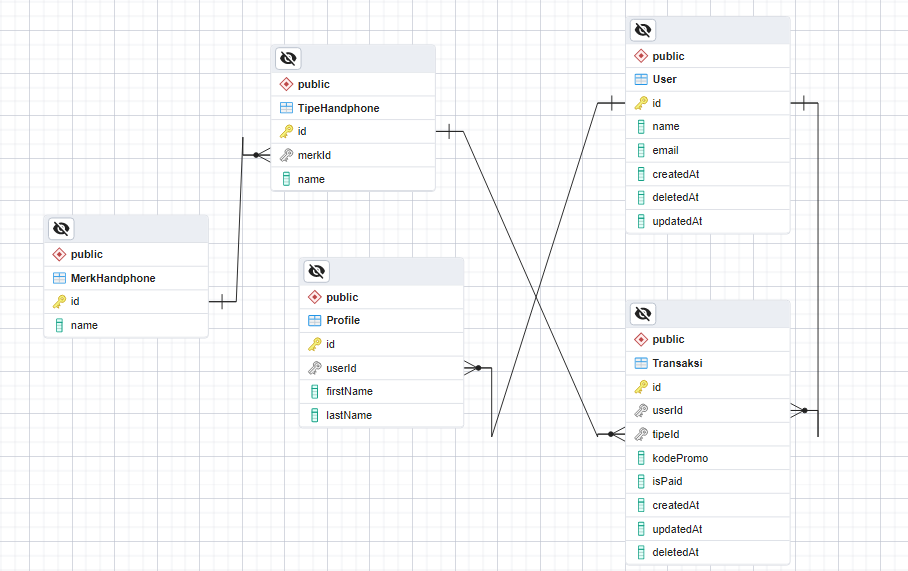 public
MerkHandphone
id
name
public
TipeHandphone
id
merkId
name
public
Profile
id
userId
firstName
lastName
public
User
id
name
email
createdAt
deletedAt
updatedAt
public
Transaksi
id
userId
tipeId
kodePromo
isPaid
createdAt
updatedAt
deletedAt